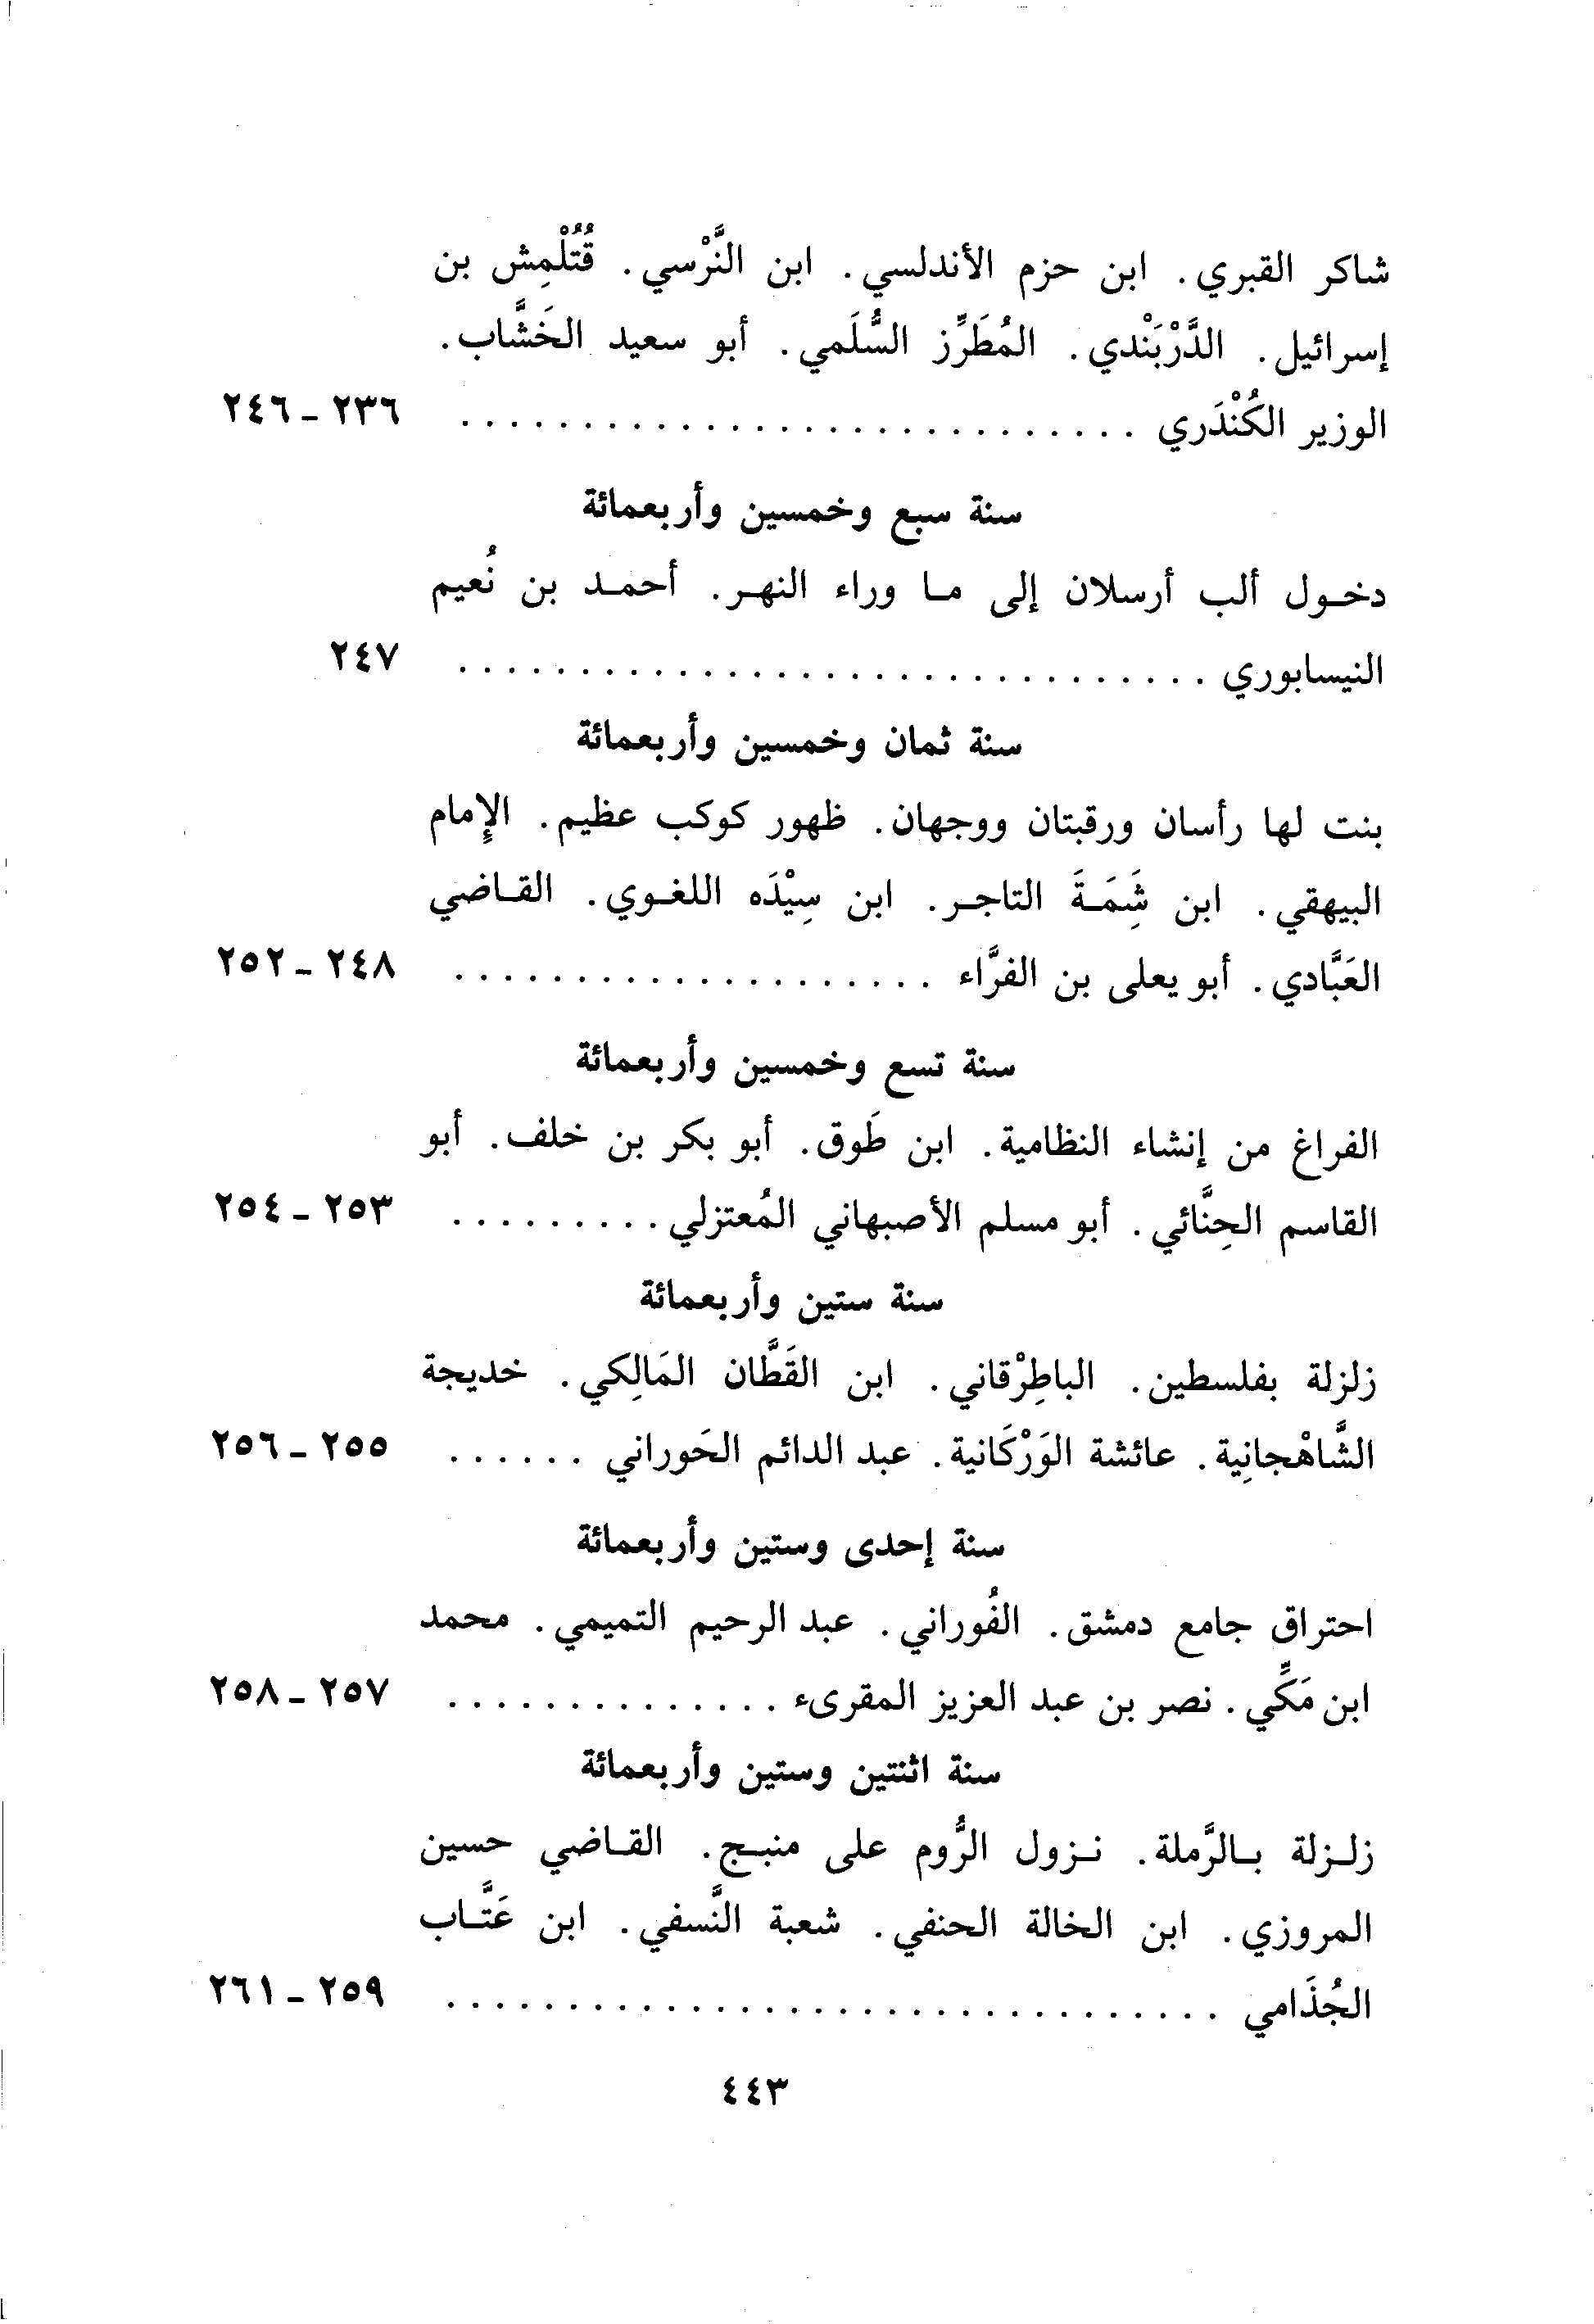 شاكر القبري. ابن حزم الأندلسي. ابن النَّرْسي. قُتُلْمِش بن
إسرائيل. الدَّرْبَنْدي. المُطَرِّز السُّلَمي. أبو سعيد الخَشَّاب.
الوزير الكُنْدَري . . . . . . . . . . . . . . . . . . . . . . . . . . . . ٢٣٦ - ٢٤٦
سنة سبع وخمسين وأربعمائة
دخول ألب أرسلان إلى ما وراء النهر. أحمد بن نُعيم
النيسابوري . . . . . . . . . . . . . . . . . . . . . . . . . . . . . . . ٢٤٧
سنة ثمان وخمسين وأربعمائة
بنت لها رأسان ورقبتان ووجهان. ظهور كوكب عظيم. الإمام
البيهقي. ابن شَِمَةَ التاجر. ابن سِيْدَه اللغوي. القاضي
العَبَّادي. أبو يعلى بن الفرَّاء . . . . . . . . . . . . . . . . . . . . ٢٤٨ - ٢٥٢
سنة تسع وخمسين وأربعمائة
الفراغ من إنشاء النظامية. ابن طَوق. أبو بكر بن خلف. أبو
القاسم الحِنَّائي. أبو مسلم الأصبهاني المُعتزلي . . . . . . . . . ٢٥٣ - ٢٥٤
سنة ستين وأربعمائة
زلزلة بفلسطين. الباطِرْقاني. ابن القَطَّان المَالِكي. خديجة
الشَّاهْجانِية. عائشة الوَرْكَانية. عبد الدائم الحَوراني . . . . . . ٢٥٥ - ٢٥٦
سنة إحدى وستين وأربعمائة
احتراق جامع دمشق. الفُوراني. عبد الرحيم التميمي. محمد
ابن مَكِّي. نصر بن عبد العزيز المقرىء . . . . . . . . . . . . . . ٢٥٧ - ٢٥٨
سنة اثنتين وستين وأربعمائة
زلزلة بالرَّملة. نزول الرُّوم على منبج. القاضي حسين
المروزي. ابن الخالة الحنفي. شعبة النَّسفي. ابن عَتَّاب
الجُذَامي . . . . . . . . . . . . . . . . . . . . . . . . . . . . . . . . ٢٥٩ - ٢٦١
٤٤٣